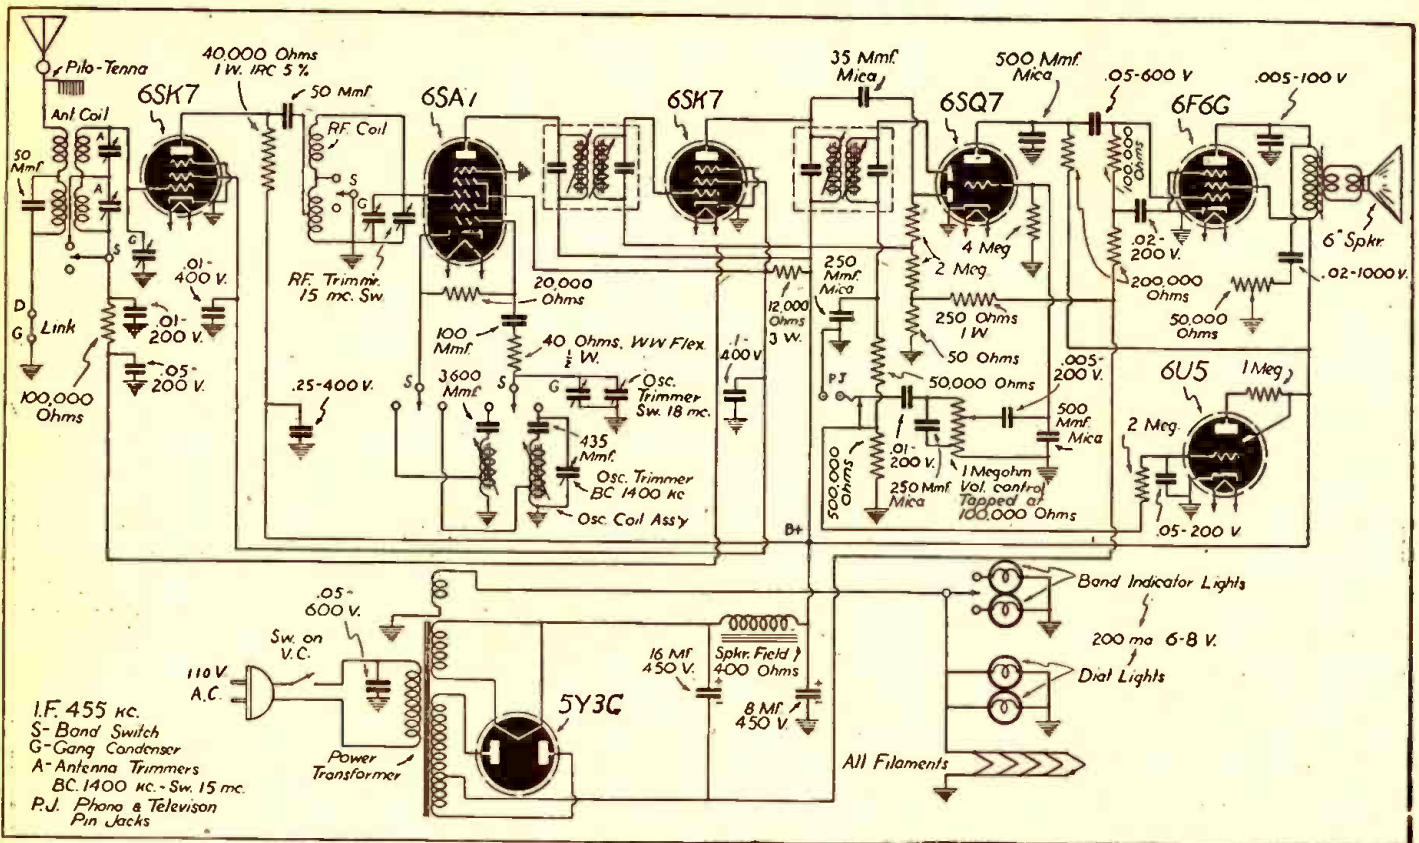 Pilo-Tenna
Ant. Coil
A
A
50
Mmf.
6SK7
G
S
D
G
Link
100,000
Ohms
.01-
200 V.
.05-
200 V.
.01-
400 V.
40,000 Ohms
1 W. IRC 5 %
50 Mmf.
R.F. Coil
S
G
R.F. Trimmr.
15 mc. Sw.
.25-400 V.
6SA7
20,000
Ohms
100
Mmf.
40 Ohms, WW Flex.
½ W.
S
3600
Mmf.
S
G
Osc.
Trimmer
Sw. 18 mc.
435
Mmf.
Osc. Trimmer
BC 1400 KC
Osc. Coil Ass'y
6SK7
.1-
400 V
12,000
Ohms
3 W.
35 Mmf.
Mica
250
Mmf.
Mica
P.J.
500,000
Ohms
6SQ7
2 Meg.
4 Meg
250 Ohms
1 W
50 Ohms
50,000 Ohms
.01-
200 V.
250 Mmf.
Mica
1 Megohm
Vol. control
Tapped at
100,000 Ohms
.005-
200 V.
500
Mmf.
Mica
500 Mmf.
Mica
.05-600 V
100,000
Ohms
.02-
200 V.
200,000
Ohms
6F6G
.005-100 V
6" Spkr.
.02-1000 V.
50,000
Ohms
6U5
1 Meg.
2 Meg.
.05-200 V.
B+
110 V.
A.C.
Sw. on
V.C.
.05-
600 V.
Power
Transformer
5Y3G
16 Mf
450 V.
Spkr. Field
400 Ohms
8 Mf.
450 V.
Band Indicator Lights
200 ma 6-8 V.
Dial Lights
All Filaments
I.F. 455 KC.
S- Band Switch
G- Gang Condenser
A- Antenna Trimmers
BC. 1400 KC.- Sw. 15 mc.
P.J. Phono & Televison
Pin Jacks